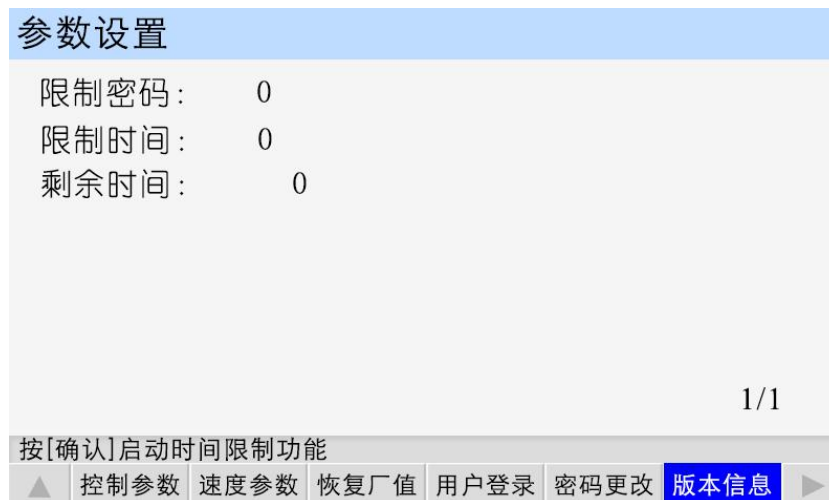 参数设置
限制密码： 0
限制时间： 0
剩余时间： 0
1/1
按[确认]启动时间限制功能
控制参数 速度参数 恢复厂值 用户登录 密码更改 版本信息